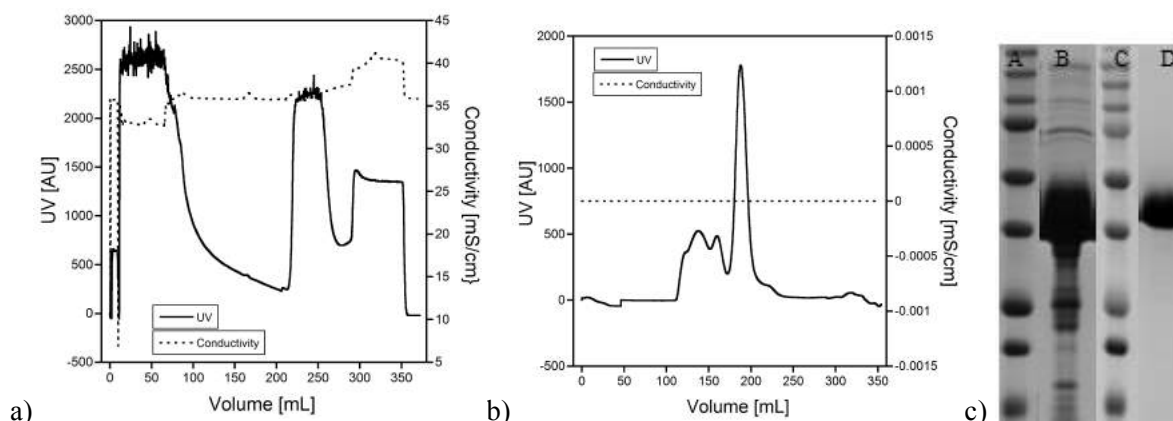 a)
UV [AU]
3000
2500
2000
1500
1000
500
0
-500
45
40
35
30
25
20
15
10
5
Conductivity [mS/cm}
UV
Conductivity
0 50 100 150 200 250 300 350
Volume [mL]
b)
UV [AU]
2000
1500
1000
500
0
-500
0.0015
0.001
0.0005
0
-0.0005
-0.001
-0.0015
Conductivity [mS/cm]
UV
Conductivity
0 50 100 150 200 250 300 350
Volume [mL]
c)
A B C D